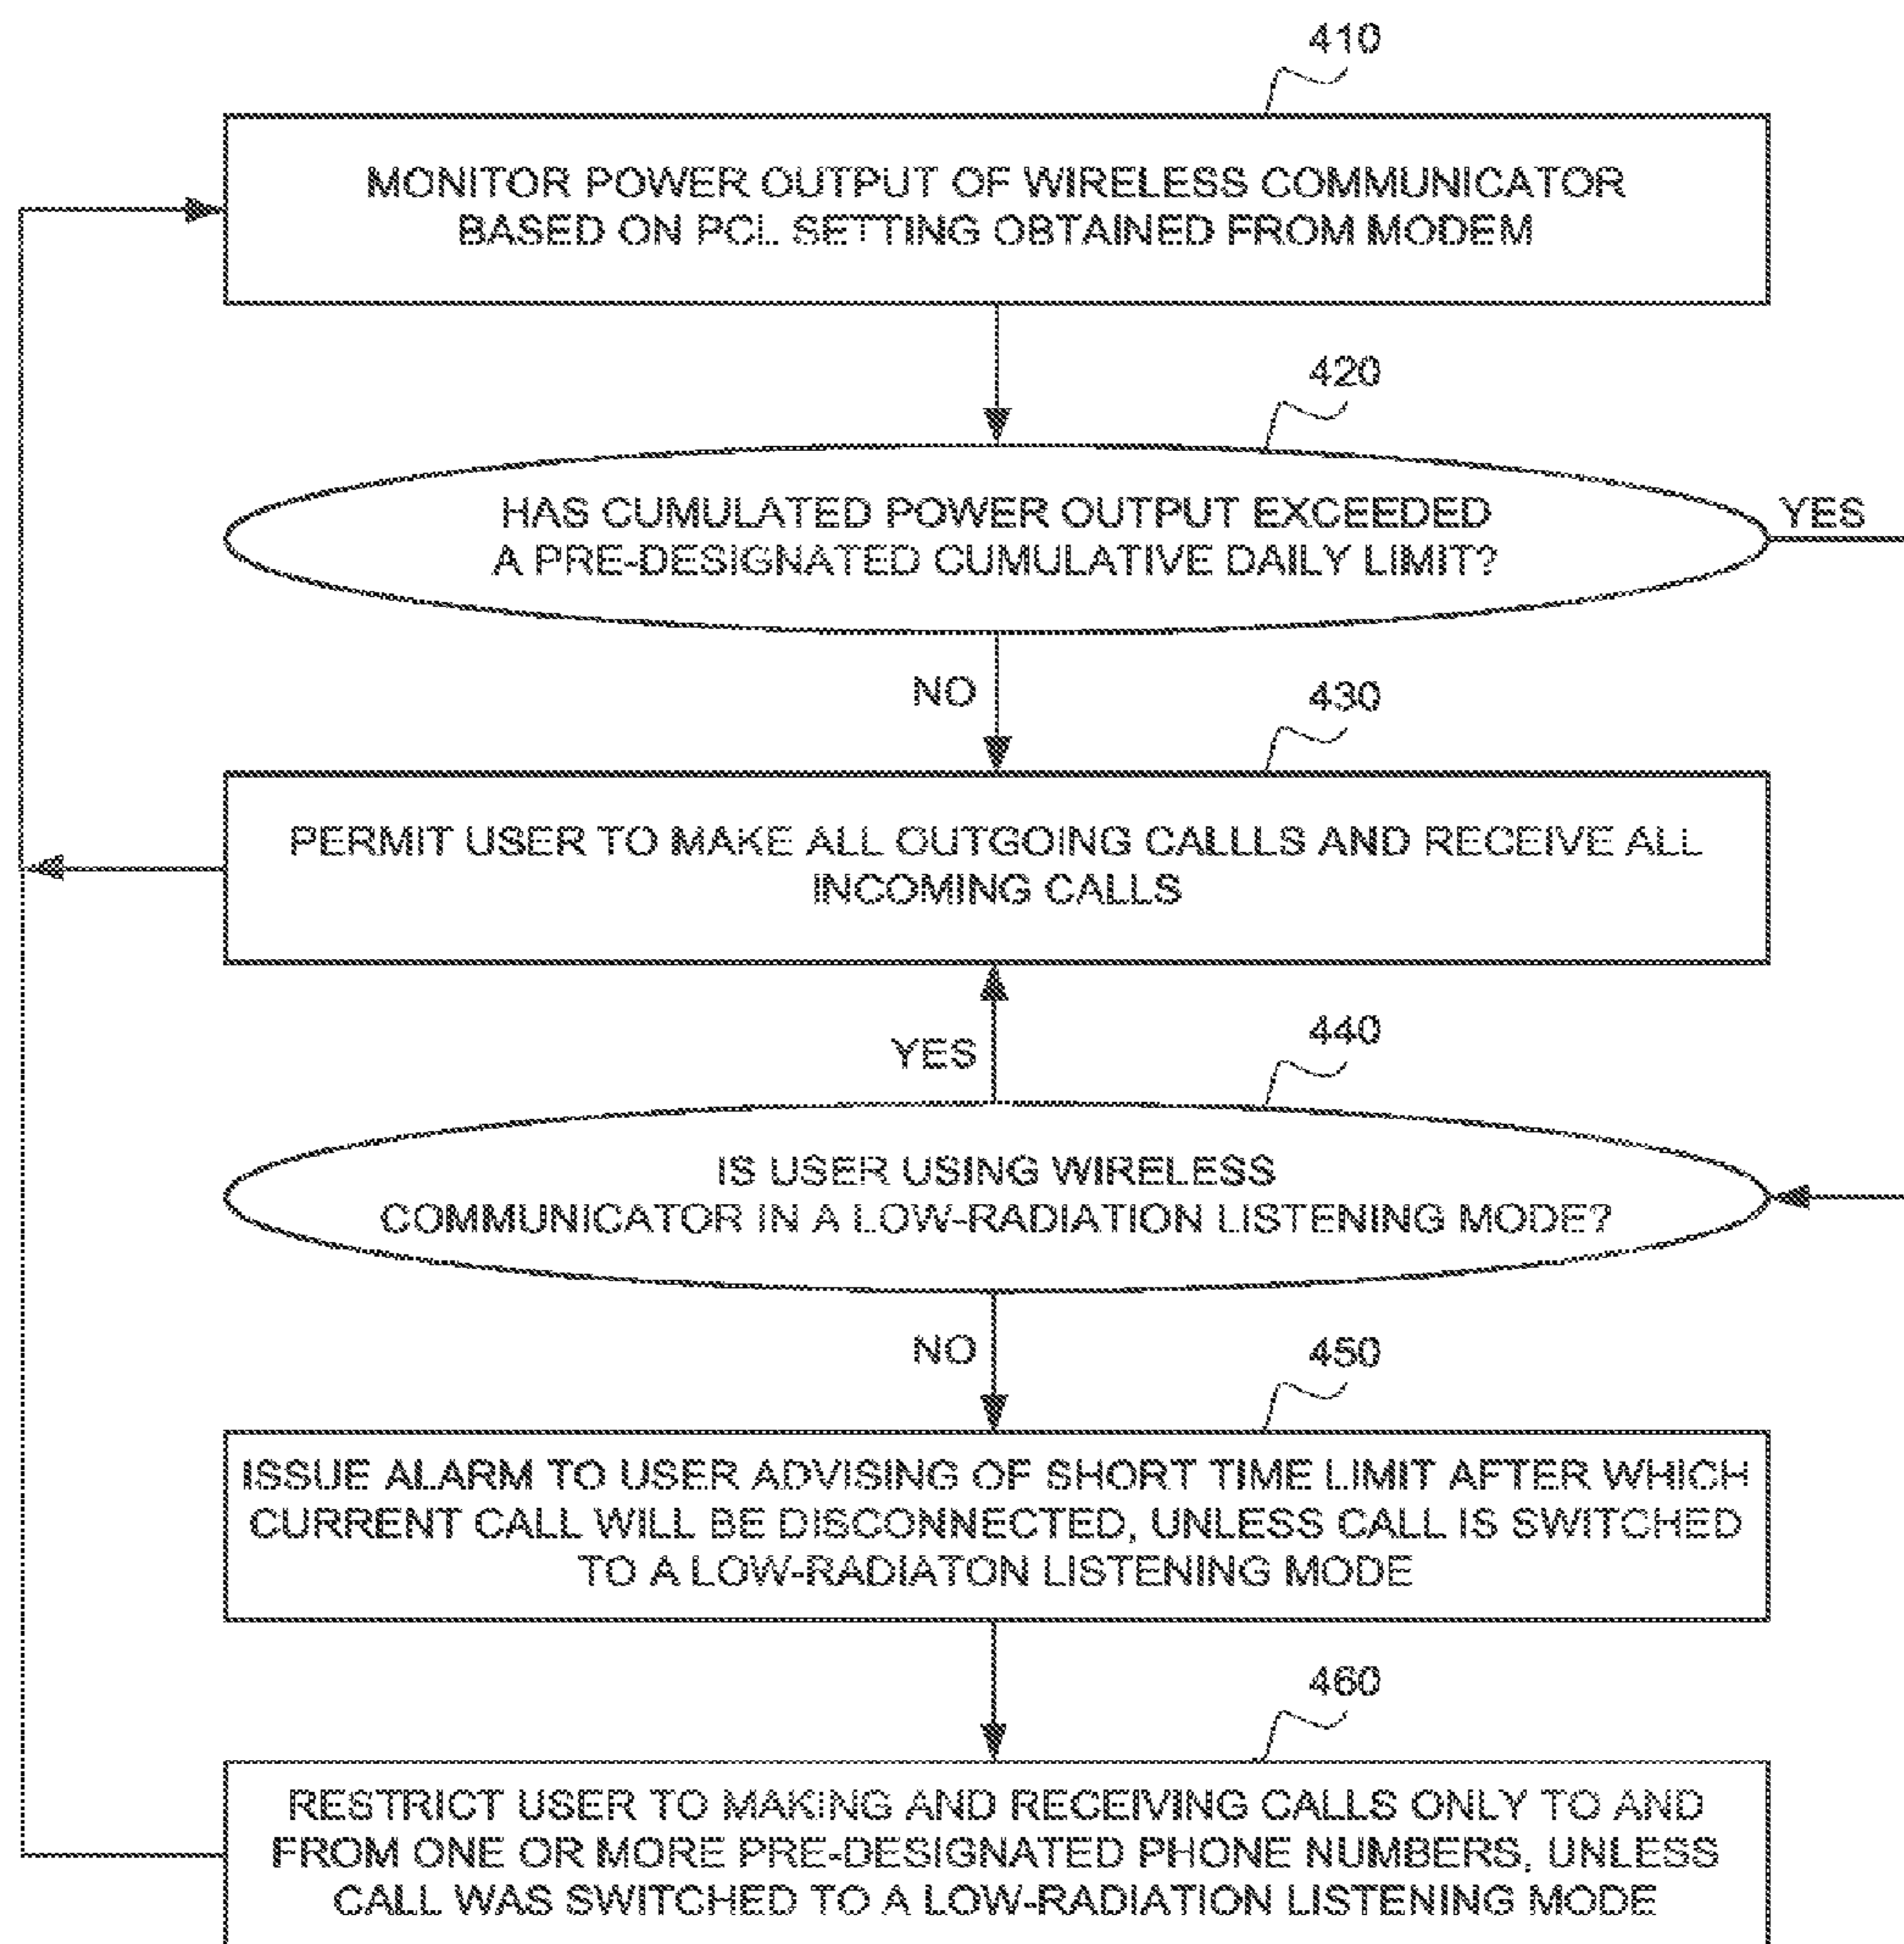 410
MONITOR POWER OUTPUT OF WIRELESS COMMUNICATOR
BASED ON PCL SETTING OBTAINED FROM MODEM
420
HAS CUMULATED POWER OUTPUT EXCEEDED
A PRE-DESIGNATED CUMULATIVE DAILY LIMIT?
YES
NO
430
PERMIT USER TO MAKE ALL OUTGOING CALLLS AND RECEIVE ALL
INCOMING CALLS
YES
440
IS USER USING WIRELESS
COMMUNICATOR IN A LOW-RADIATION LISTENING MODE?
NO
450
ISSUE ALARM TO USER ADVISING OF SHORT TIME LIMIT AFTER WHICH
CURRENT CALL WILL BE DISCONNECTED, UNLESS CALL IS SWITCHED
TO A LOW-RADIATON LISTENING MODE
460
RESTRICT USER TO MAKING AND RECEIVING CALLS ONLY TO AND
FROM ONE OR MORE PRE-DESIGNATED PHONE NUMBERS, UNLESS
CALL WAS SWITCHED TO A LOW-RADIATION LISTENING MODE